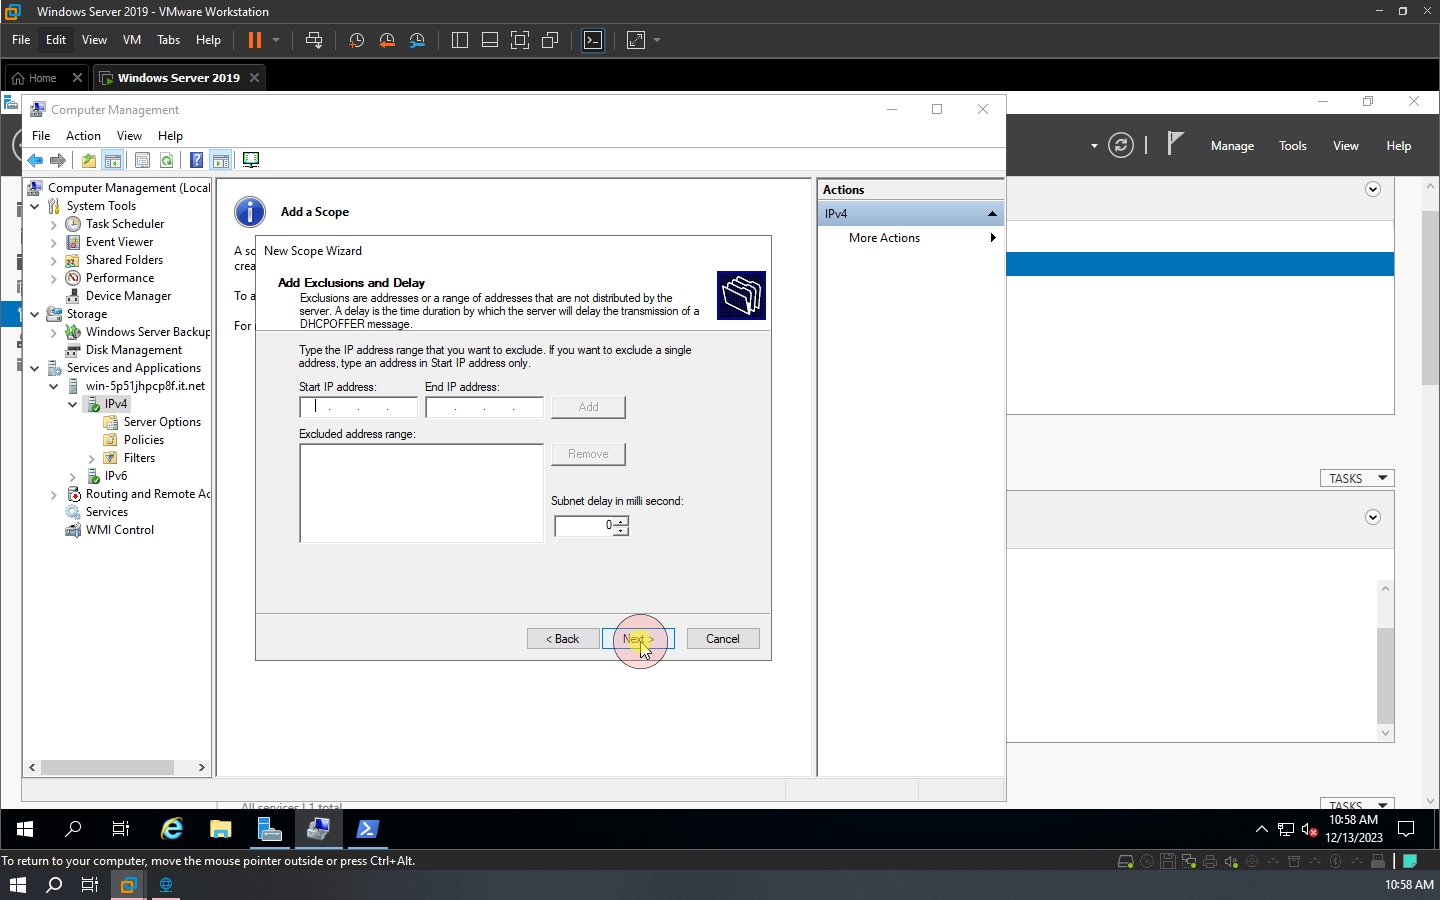 Windows Server 2019 - VMware Workstation
File Edit View VM Tabs Help
Home
Windows Server 2019
Computer Management
File Action View Help
Manage Tools View Help
Computer Management (Local
System Tools
Task Scheduler
Event Viewer
Shared Folders
Performance
Device Manager
Storage
Windows Server Backup
Disk Management
Services and Applications
win-5p51jhpcp8f.it.net
IPv4
Server Options
Policies
Filters
IPv6
Routing and Remote Ac
Services
WMI Control
Add a Scope
A sc
crea
To a
For
New Scope Wizard
Add Exclusions and Delay
Exclusions are addresses or a range of addresses that are not distributed by the
server. A delay is the time duration by which the server will delay the transmission of a
DHCPOFFER message.
Type the IP address range that you want to exclude. If you want to exclude a single
address, type an address in Start IP address only.
Start IP address: End IP address:
Add
Excluded address range:
Remove
Subnet delay in milli second:
0
< Back Next > Cancel
Actions
IPv4
More Actions
TASKS
All services | 1 total
TASKS
10:58 AM
12/13/2023
To return to your computer, move the mouse pointer outside or press Ctrl+Alt.
10:58 AM